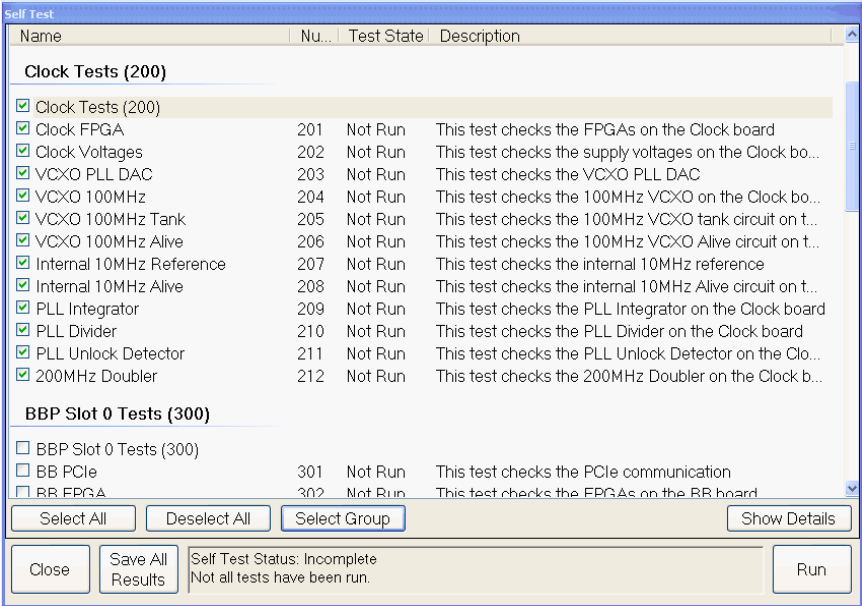 Self Test
Name Nu... Test State Description
Clock Tests (200)
Clock Tests (200)
Clock FPGA 201 Not Run This test checks the FPGAs on the Clock board
Clock Voltages 202 Not Run This test checks the supply voltages on the Clock bo...
VCXO PLL DAC 203 Not Run This test checks the VCXO PLL DAC
VCXO 100MHz 204 Not Run This test checks the 100MHz VCXO on the Clock bo...
VCXO 100MHz Tank 205 Not Run This test checks the 100MHz VCXO tank circuit on t...
VCXO 100MHz Alive 206 Not Run This test checks the 100MHz VCXO Alive circuit on t...
Internal 10MHz Reference 207 Not Run This test checks the internal 10MHz reference
Internal 10MHz Alive 208 Not Run This test checks the internal 10MHz Alive circuit on t...
PLL Integrator 209 Not Run This test checks the PLL Integrator on the Clock board
PLL Divider 210 Not Run This test checks the PLL Divider on the Clock board
PLL Unlock Detector 211 Not Run This test checks the PLL Unlock Detector on the Clo...
200MHz Doubler 212 Not Run This test checks the 200MHz Doubler on the Clock b...
BBP Slot 0 Tests (300)
BBP Slot 0 Tests (300)
BB PCIe 301 Not Run This test checks the PCIe communication
BB FPGA 302 Not Run This test checks the FPGAs on the BB board
Select All Deselect All Select Group Show Details
Close Save All Results Self Test Status: Incomplete
Not all tests have been run. Run